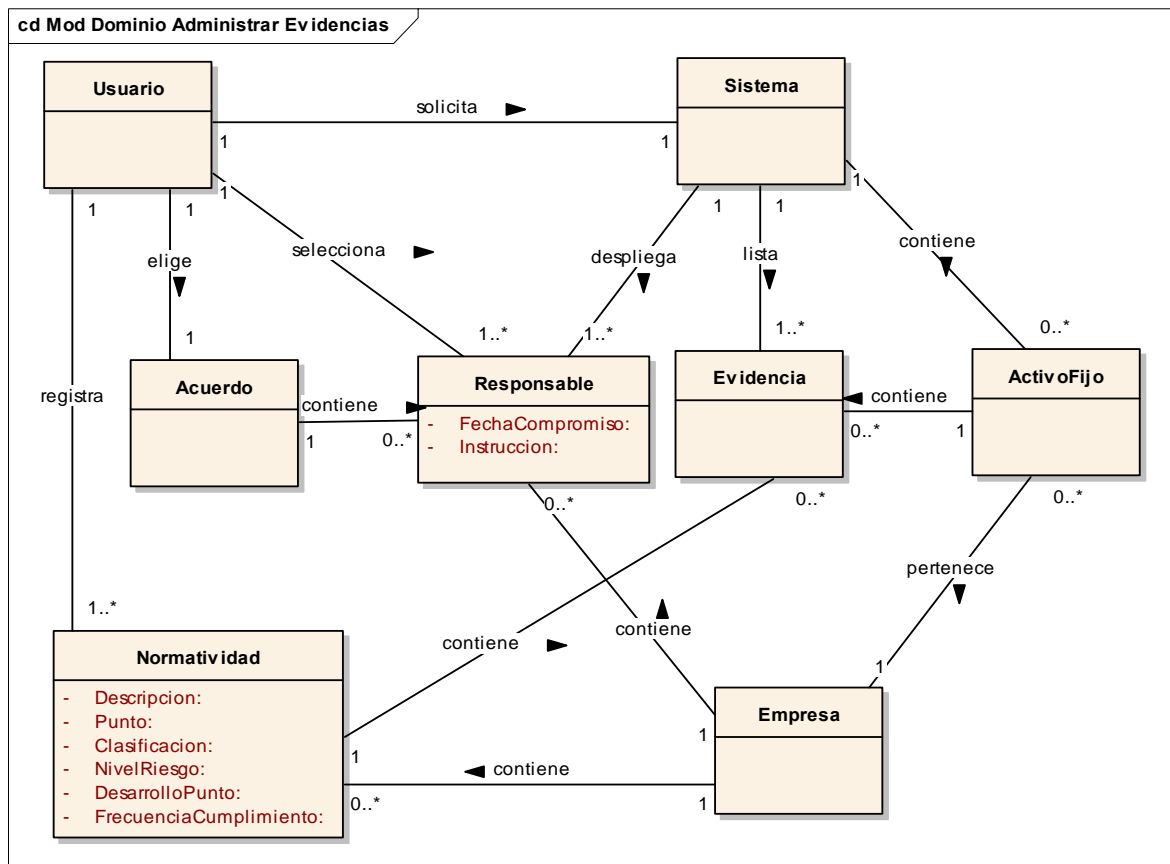 cd Mod Dominio Administrar Evidencias
Usuario
Sistema
solicita
1
1
1
1
1
1
1
1
selecciona
despliega
lista
contiene
elige
1
1..*
1..*
1..*
0..*
registra
Acuerdo
contiene
1
0..*
Responsable
- FechaCompromiso:
- Instruccion:
Evidencia
contiene
0..*
1
ActivoFijo
0..*
0..*
0..*
pertenece
1..*
contiene
contiene
1
Normatividad
- Descripcion:
- Punto:
- Clasificacion:
- NivelRiesgo:
- DesarrolloPunto:
- FrecuenciaCumplimiento:
1
1
Empresa
contiene
0..*
1